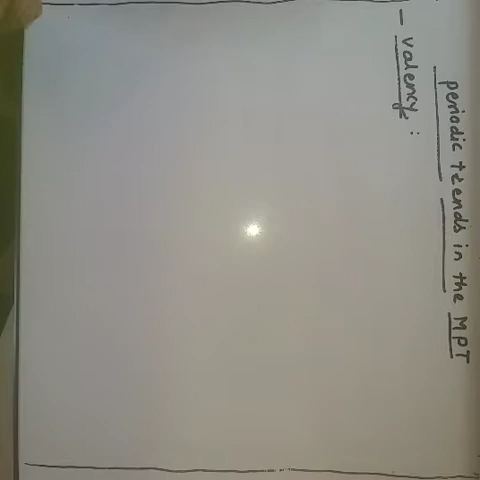 periodic trends in the MPT
- valency :